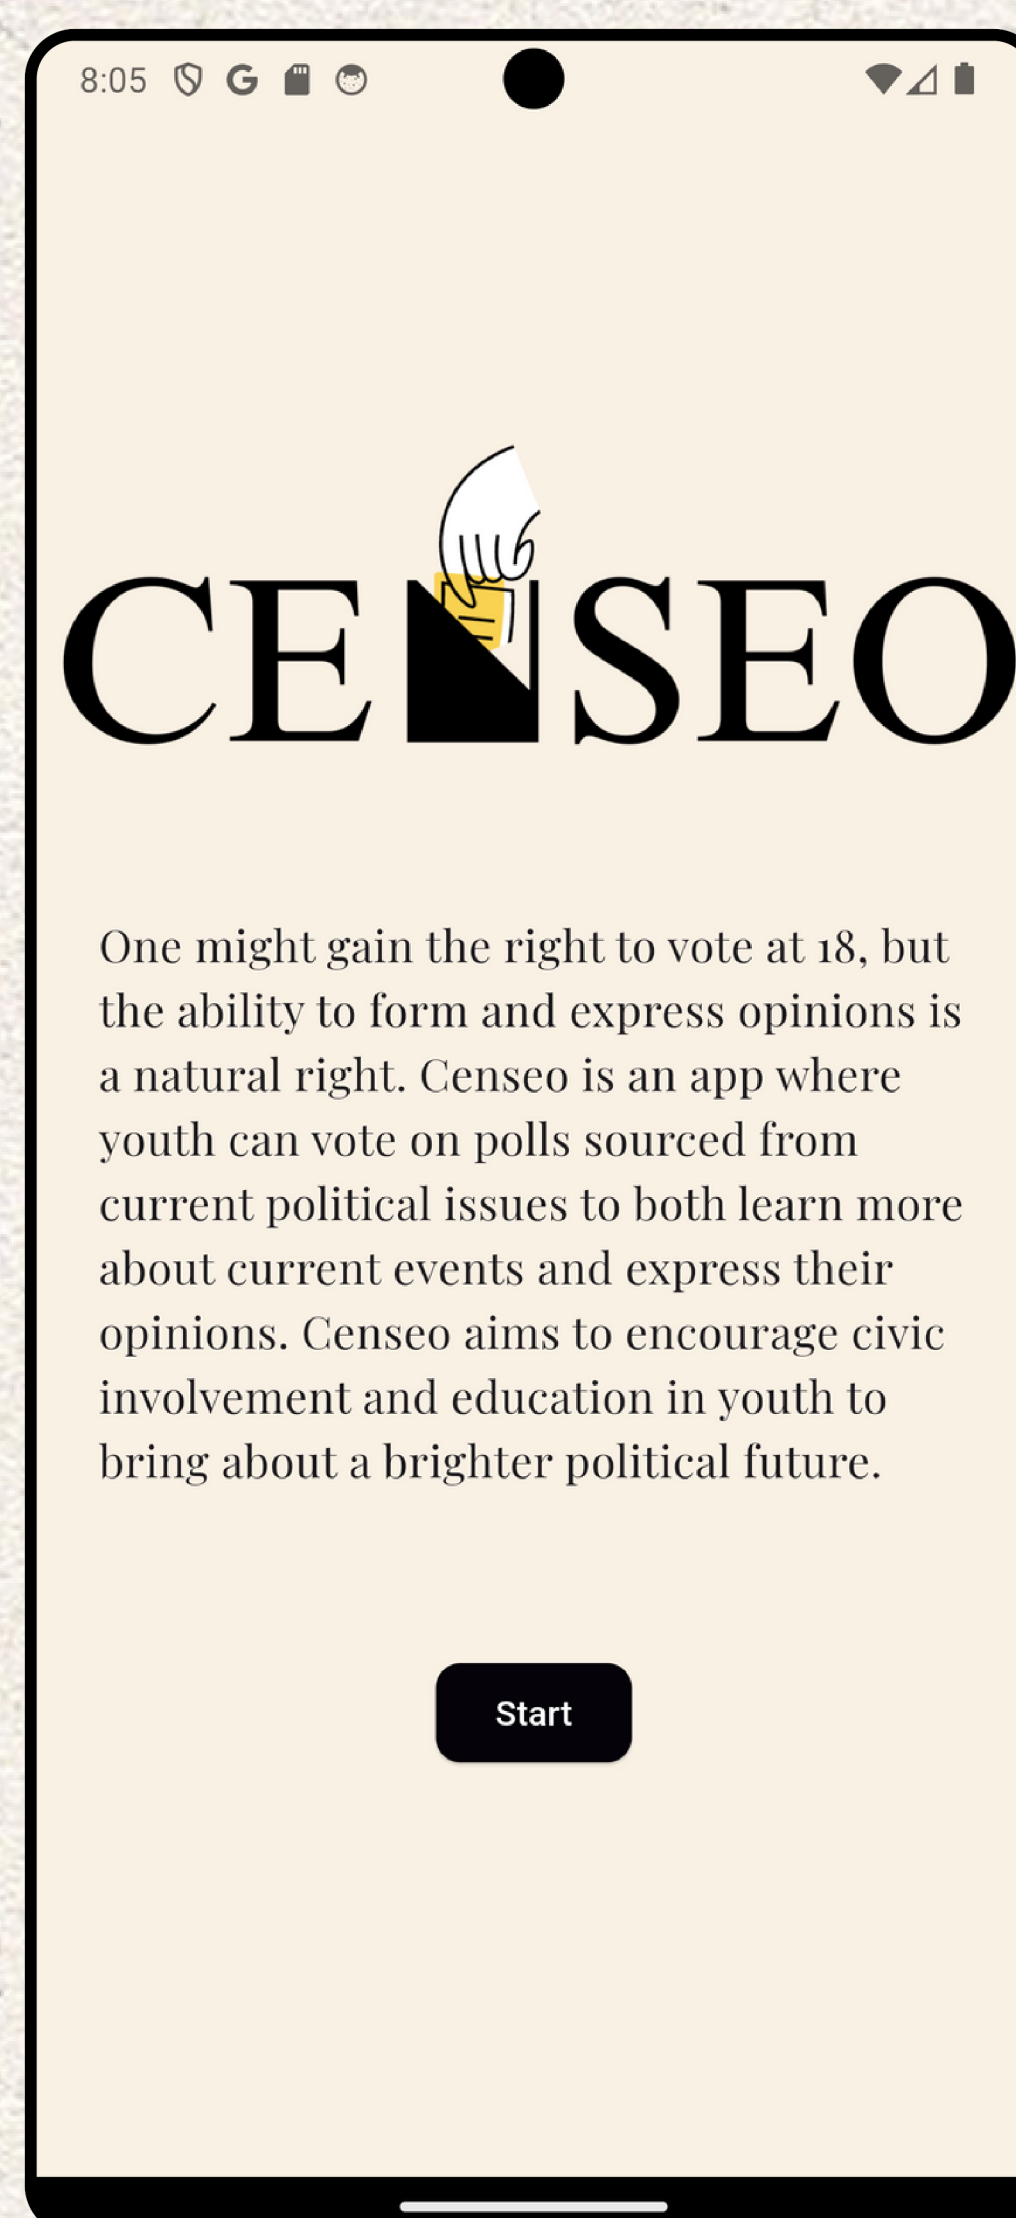 8:05
CENSEO
One might gain the right to vote at 18, but
the ability to form and express opinions is
a natural right. Censeo is an app where
youth can vote on polls sourced from
current political issues to both learn more
about current events and express their
opinions. Censeo aims to encourage civic
involvement and education in youth to
bring about a brighter political future.
Start